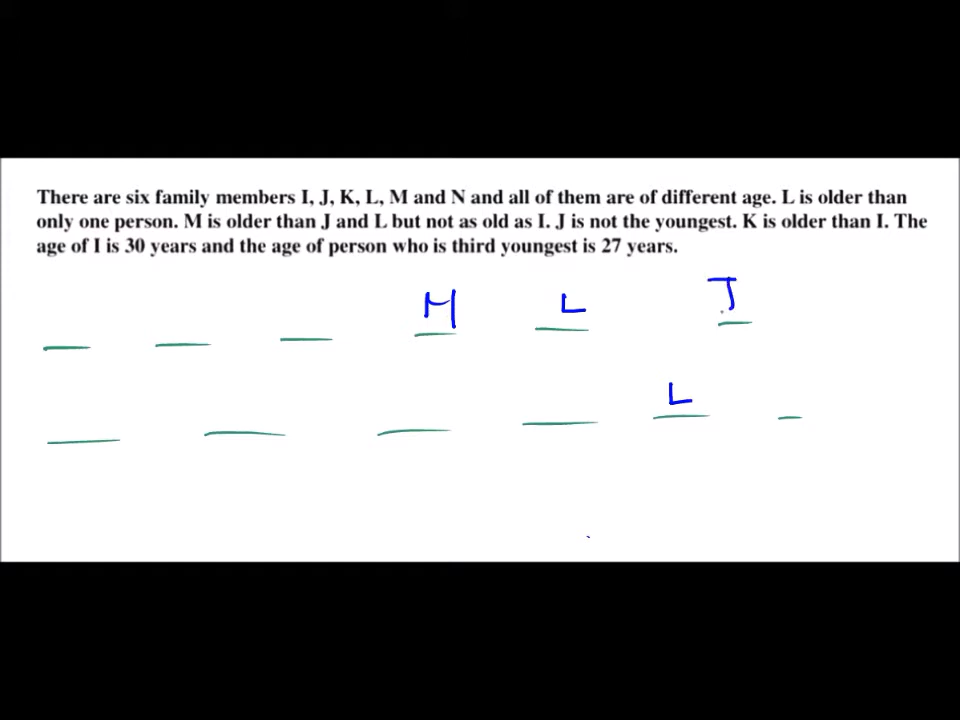 There are six family members I, J, K, L, M and N and all of them are of different age. L is older than
only one person. M is older than J and L but not as old as I. J is not the youngest. K is older than I. The
age of I is 30 years and the age of person who is third youngest is 27 years.
M L J
L